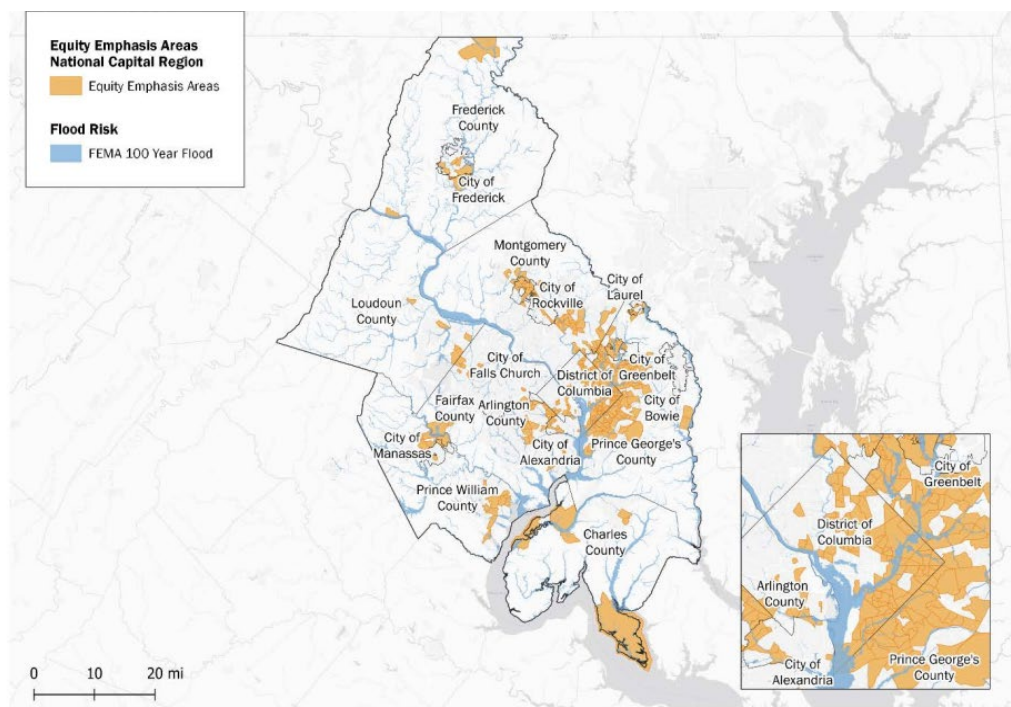 Equity Emphasis Areas
National Capital Region
Equity Emphasis Areas
Flood Risk
FEMA 100 Year Flood
Frederick
County
City of
Frederick
Montgomery
County
City of
Rockville
City of
Laurel
Loudoun
County
City of
Falls Church
District of
Columbia
City of
Greenbelt
City of
Bowie
Fairfax
County
Arlington
County
City of
Manassas
City of
Alexandria
Prince George's
County
Prince William
County
Charles
County
City of
Greenbelt
District of
Columbia
Arlington
County
City of
Alexandria
Prince George's
County
0 10 20 mi